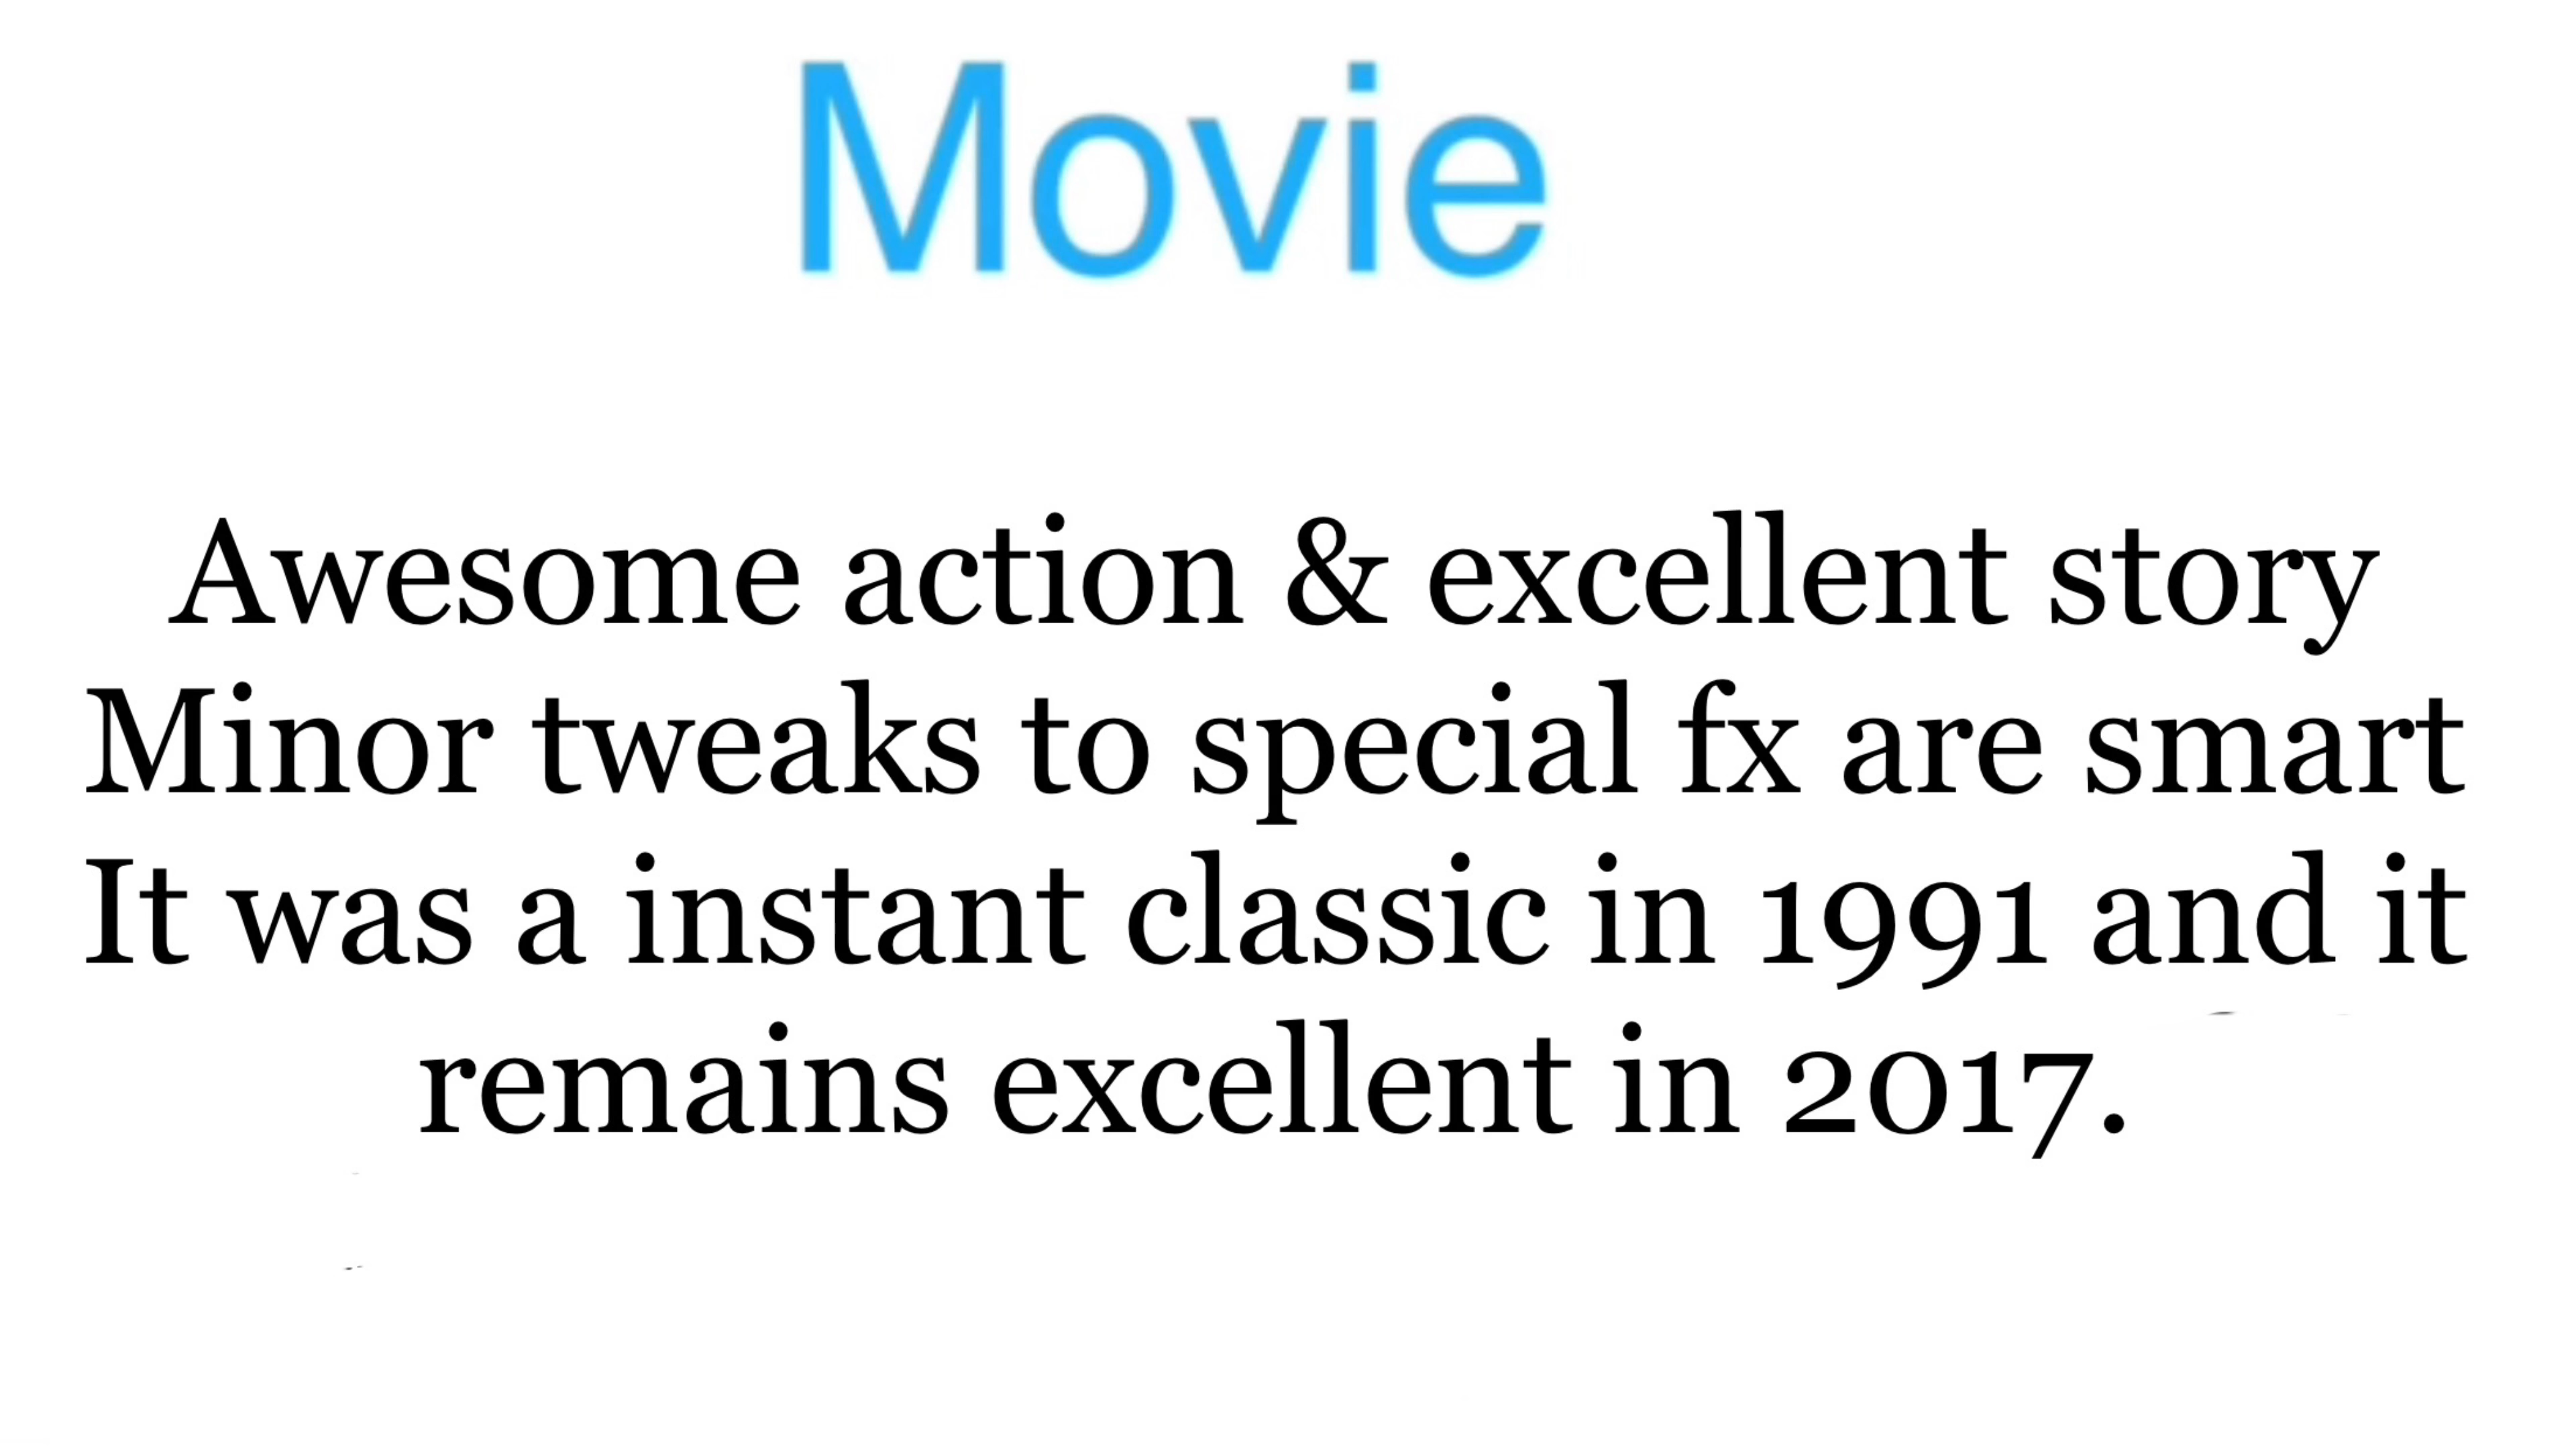 Movie
Awesome action & excellent story
Minor tweaks to special fx are smart
It was a instant classic in 1991 and it
remains excellent in 2017.